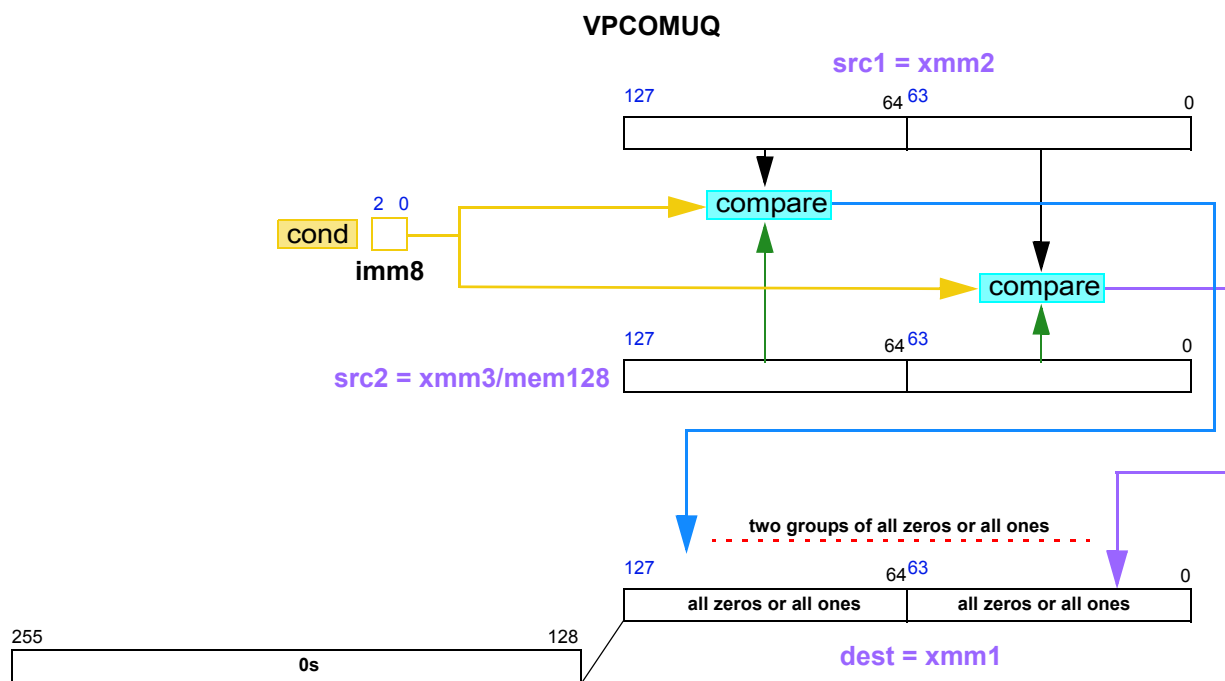 VPCOMUQ
src1 = xmm2
127 64 63 0
compare
2 0
cond
imm8
compare
127 64 63 0
src2 = xmm3/mem128
two groups of all zeros or all ones
127 64 63 0
all zeros or all ones all zeros or all ones
255 128
0s
dest = xmm1